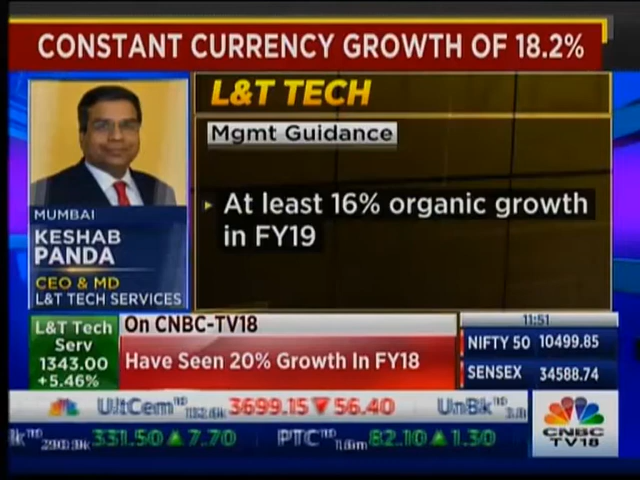 CONSTANT CURRENCY GROWTH OF 18.2%
L&T TECH
Mgmt Guidance
At least 16% organic growth
in FY19
MUMBAI
KESHAB
PANDA
CEO & MD
L&T TECH SERVICES
L&T Tech
Serv
1343.00
+5.46%
On CNBC-TV18
Have Seen 20% Growth In FY18
11:51
NIFTY 50 10499.85
SENSEX 34588.74
UltCem 3699.15 ▼ 56.40 UnBk
331.50 ▲ 7.70 PTC 82.10 ▲ 1.30
CNBC
TV18